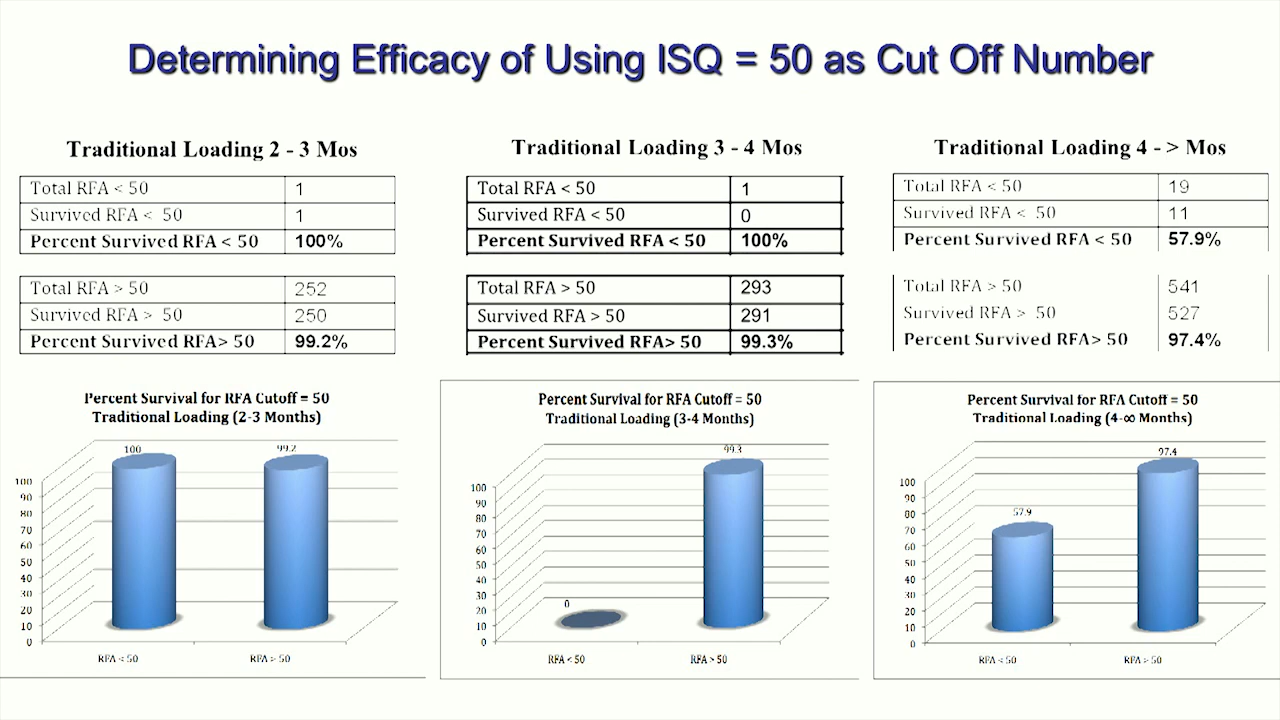 Determining Efficacy of Using ISQ = 50 as Cut Off Number
Traditional Loading 2 - 3 Mos
Total RFA < 50 1
Survived RFA < 50 1
Percent Survived RFA < 50 100%
Total RFA > 50 252
Survived RFA > 50 250
Percent Survived RFA> 50 99.2%
Traditional Loading 3 - 4 Mos
Total RFA < 50 1
Survived RFA < 50 0
Percent Survived RFA < 50 100%
Total RFA > 50 293
Survived RFA > 50 291
Percent Survived RFA> 50 99.3%
Traditional Loading 4 - > Mos
Total RFA < 50 19
Survived RFA < 50 11
Percent Survived RFA < 50 57.9%
Total RFA > 50 541
Survived RFA > 50 527
Percent Survived RFA> 50 97.4%
Percent Survival for RFA Cutoff = 50
Traditional Loading (2-3 Months)
100
99.2
100
90
80
70
60
50
40
30
20
10
0
RFA < 50
RFA > 50
Percent Survival for RFA Cutoff = 50
Traditional Loading (3-4 Months)
99.3
0
100
90
80
70
60
50
40
30
20
10
0
RFA < 50
RFA > 50
Percent Survival for RFA Cutoff = 50
Traditional Loading (4-∞ Months)
97.4
57.9
100
90
80
70
60
50
40
30
20
10
0
RFA < 50
RFA > 50